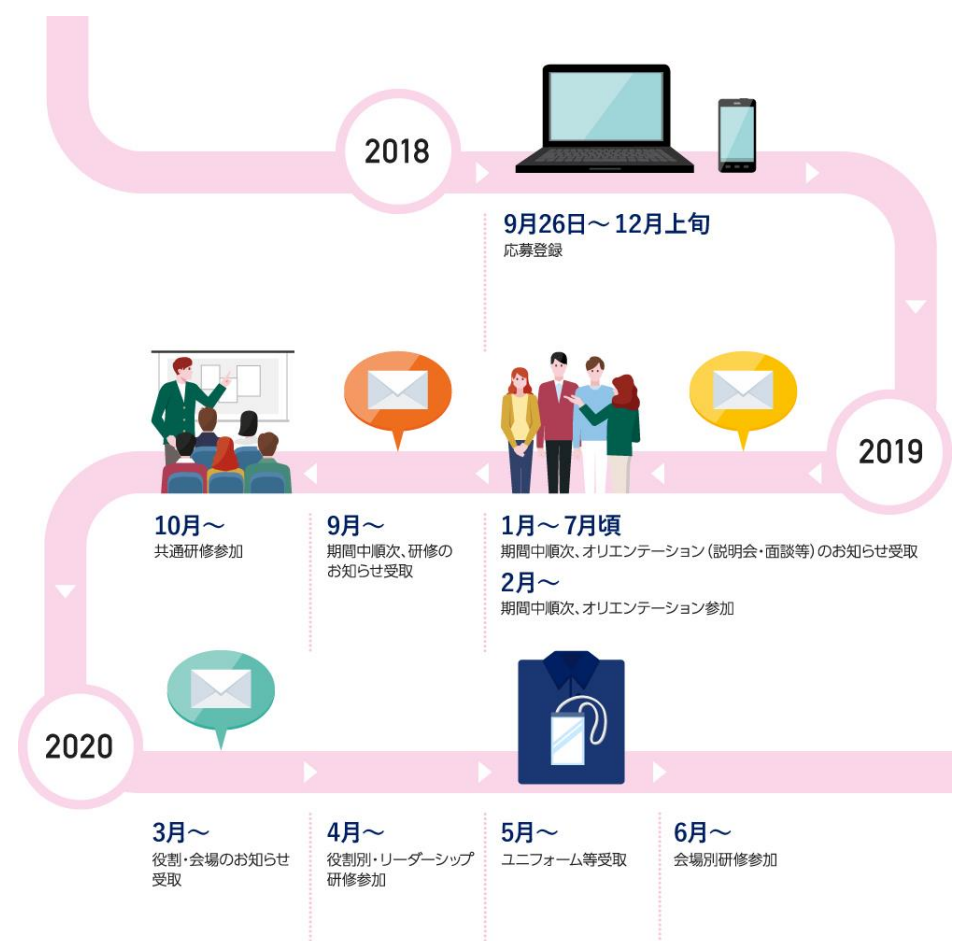 2018
9月26日～12月上旬
応募登録
2019
1月～7月頃
期間中順次、オリエンテーション(説明会・面談等)のお知らせ受取
2月～
期間中順次、オリエンテーション参加
9月～
期間中順次、研修の
お知らせ受取
10月～
共通研修参加
2020
3月～
役割・会場のお知らせ
受取
4月～
役割別・リーダーシップ
研修参加
5月～
ユニフォーム等受取
6月～
会場別研修参加